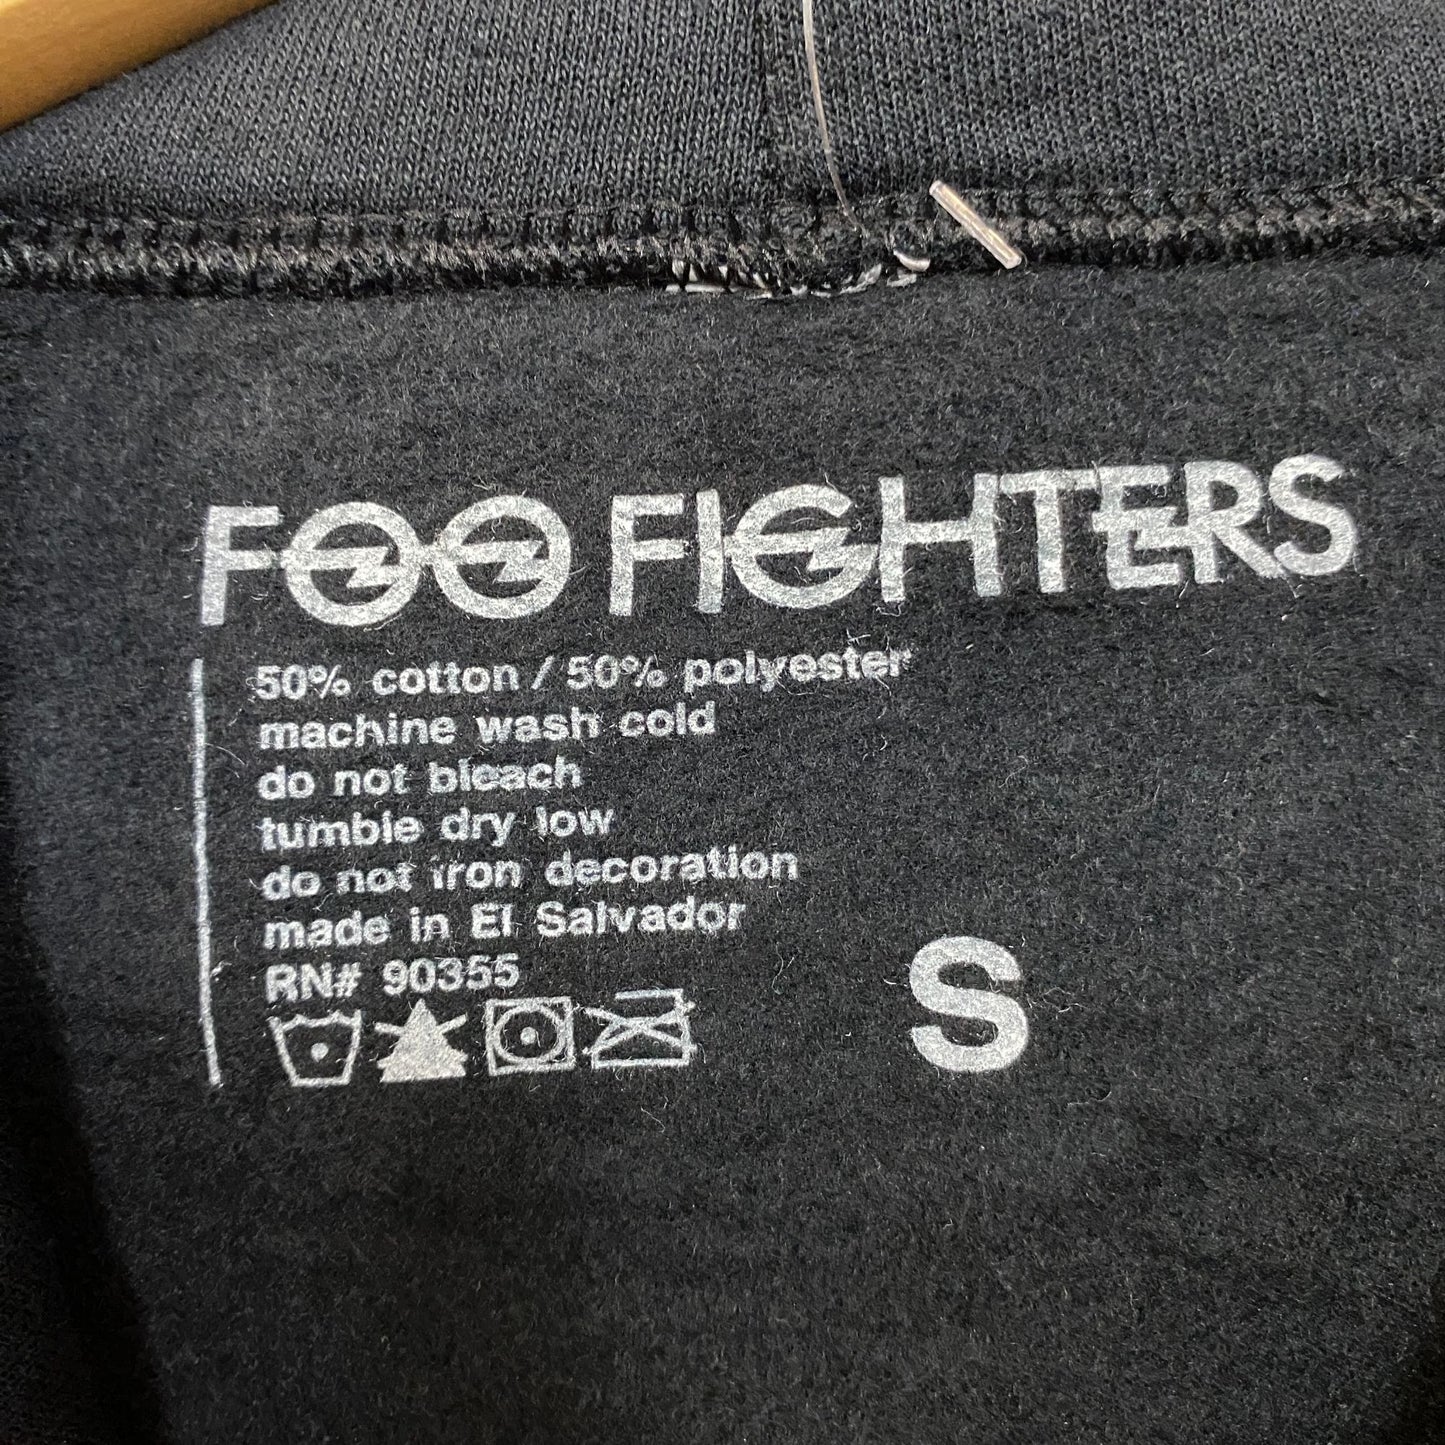 FOO FIGHTERS
50% cotton / 50% polyester
machine wash cold
do not bleach
tumble dry low
do not iron decoration
made in El Salvador
RN# 90355
S